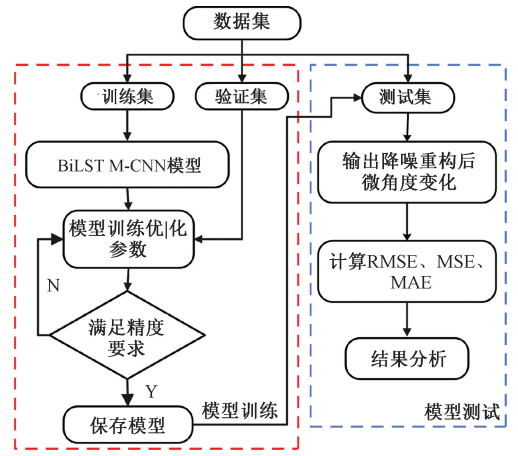 数据集
训练集
验证集
测试集
BiLST M-CNN模型
输出降噪重构后
微角度变化
模型训练优|化
参数
计算RMSE、MSE、
MAE
N
满足精度
要求
结果分析
Y
保存模型
模型训练
模型测试